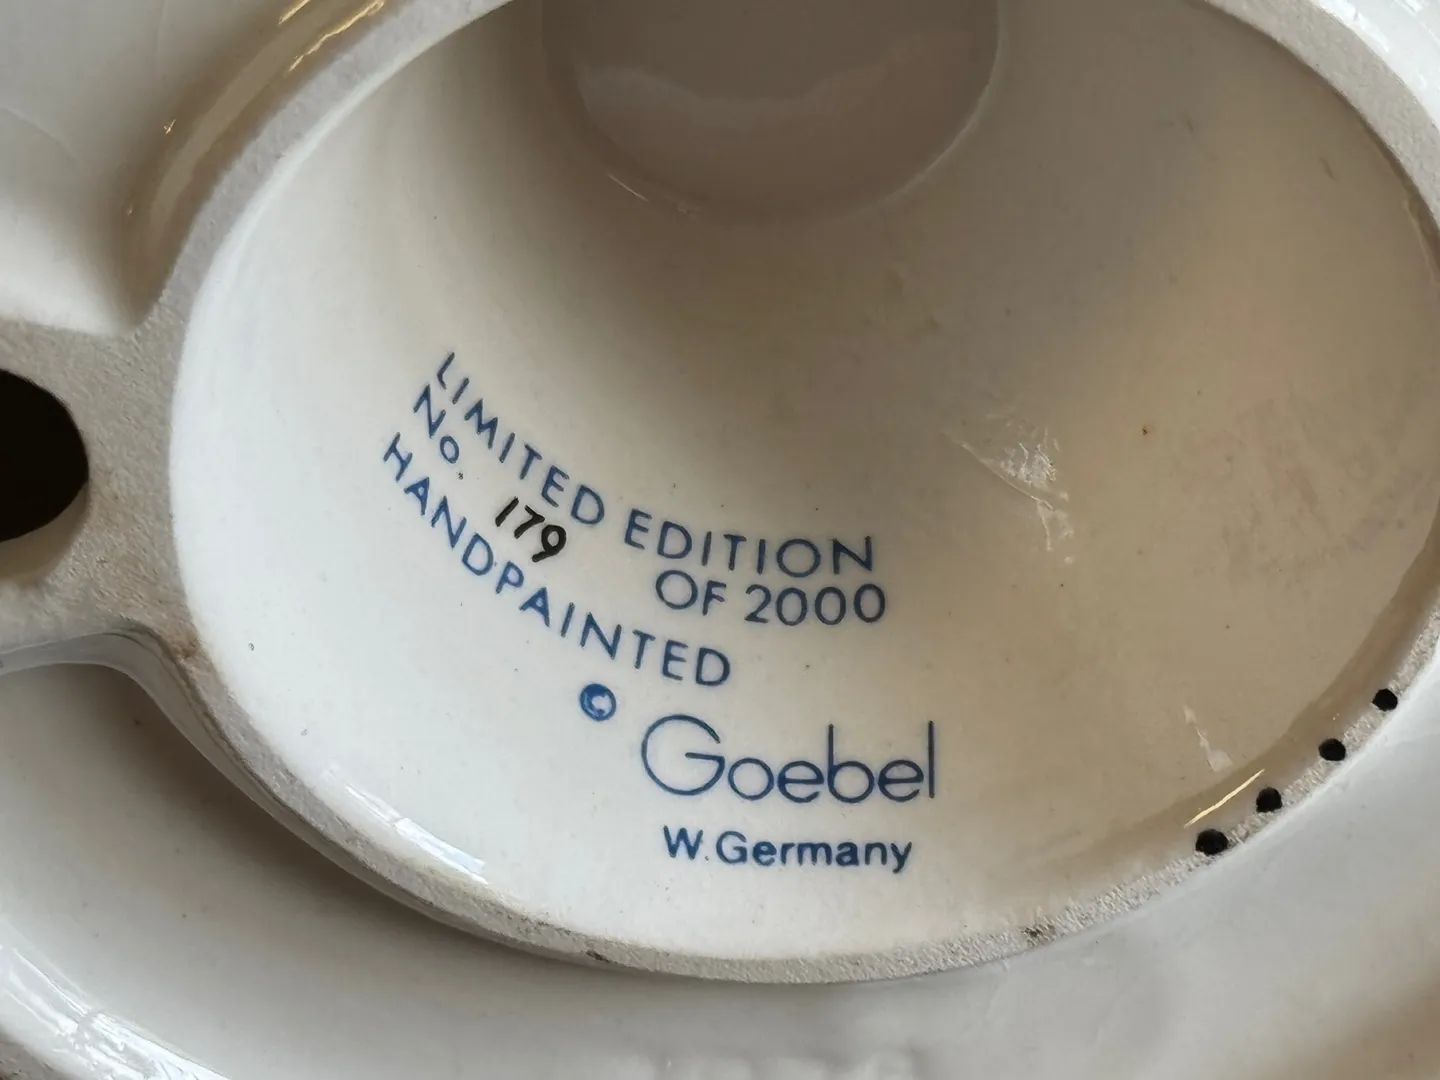 LIMITED EDITION
No. 179 OF 2000
HANDPAINTED
© Goebel
W. Germany